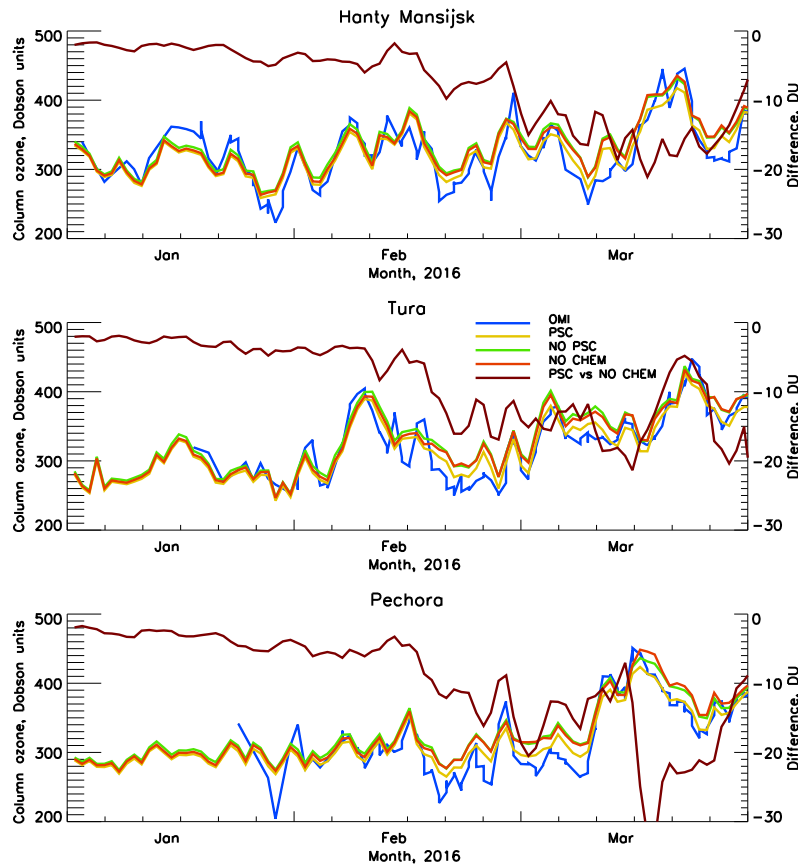 Hanty Mansijsk
500
400
300
200
Column ozone, Dobson units
0
−10
−20
−30
Difference, DU
Jan Feb Mar
Month, 2016
Tura
500
400
300
200
Column ozone, Dobson units
OMI
PSC
NO PSC
NO CHEM
PSC vs NO CHEM
0
−10
−20
−30
Difference, DU
Jan Feb Mar
Month, 2016
Pechora
500
400
300
200
Column ozone, Dobson units
0
−10
−20
−30
Difference, DU
Jan Feb Mar
Month, 2016